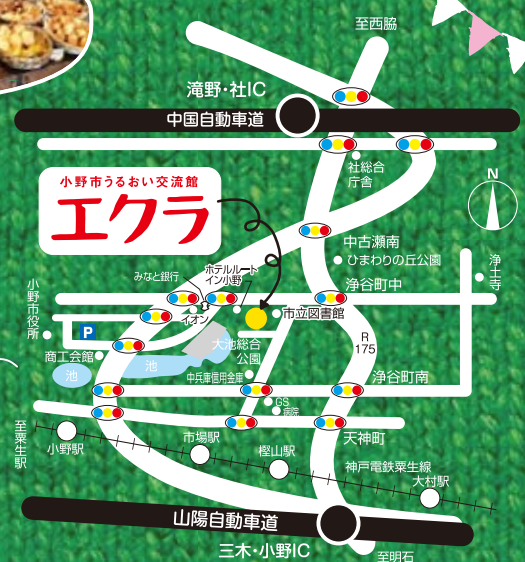 至西脇
滝野・社IC
中国自動車道
社総合
庁舎
小野市うるおい交流館
エクラ
N
中古瀬南
ひまわりの丘公園
浄土寺
みなと銀行
ホテルルート
イン小野
浄谷町中
小野市役所
イオン
市立図書館
P
R
175
大池総合
公園
商工会館
池
池
中兵庫信用金庫
浄谷町南
GS
病院
天神町
至粟生駅
小野駅
市場駅
樫山駅
神戸電鉄粟生線
大村駅
山陽自動車道
三木・小野IC
至明石